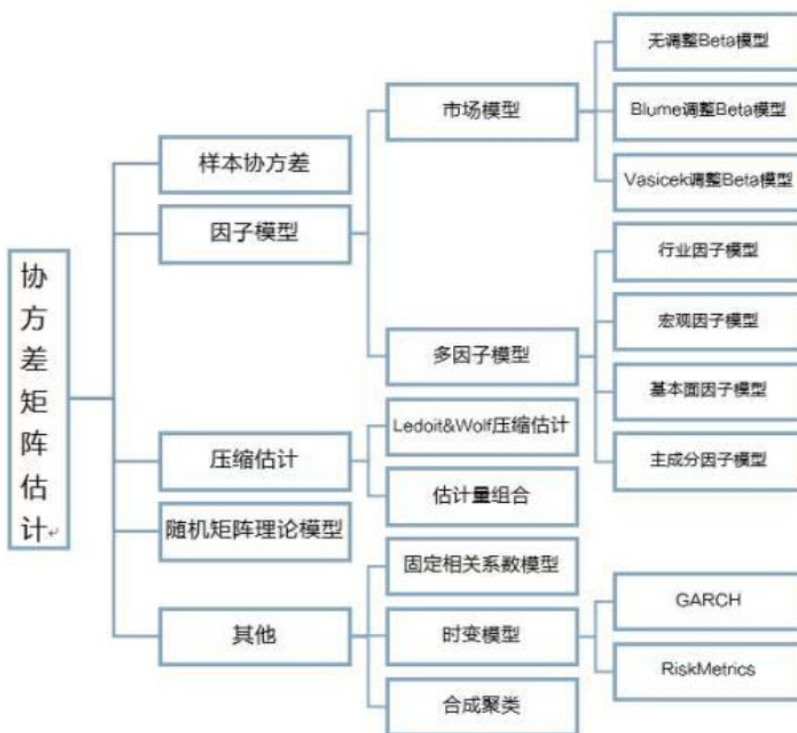 协方差矩阵估计
样本协方差
因子模型
市场模型
无调整Beta模型
Blume调整Beta模型
Vasicek调整Beta模型
多因子模型
行业因子模型
宏观因子模型
基本面因子模型
主成分因子模型
压缩估计
Ledoit&Wolf压缩估计
估计量组合
随机矩阵理论模型
其他
固定相关系数模型
时变模型
GARCH
RiskMetrics
合成聚类